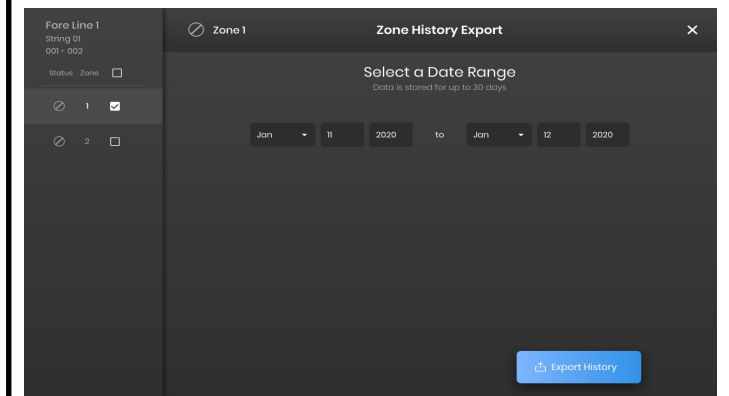 Fore Line 1
String 01
001 - 002
Status Zone
1
2
Zone 1
Zone History Export
Select a Date Range
Data is stored for up to 30 days
Jan 11 2020 to Jan 12 2020
Export History